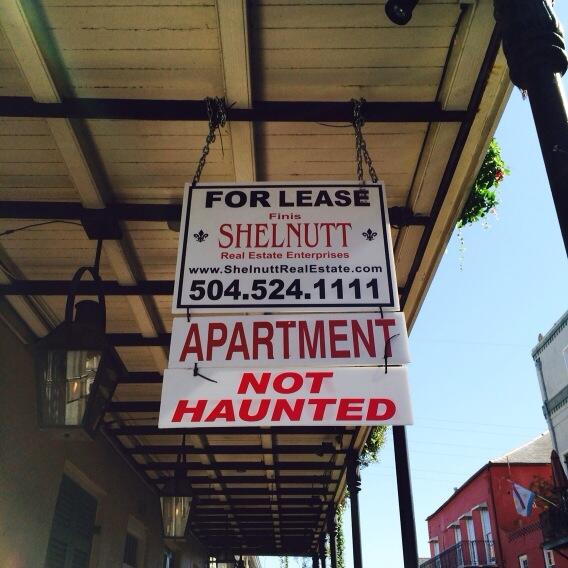 FOR LEASE
Finis
SHELNUTT
Real Estate Enterprises
www.ShelnuttRealEstate.com
504.524.1111
APARTMENT
NOT
HAUNTED